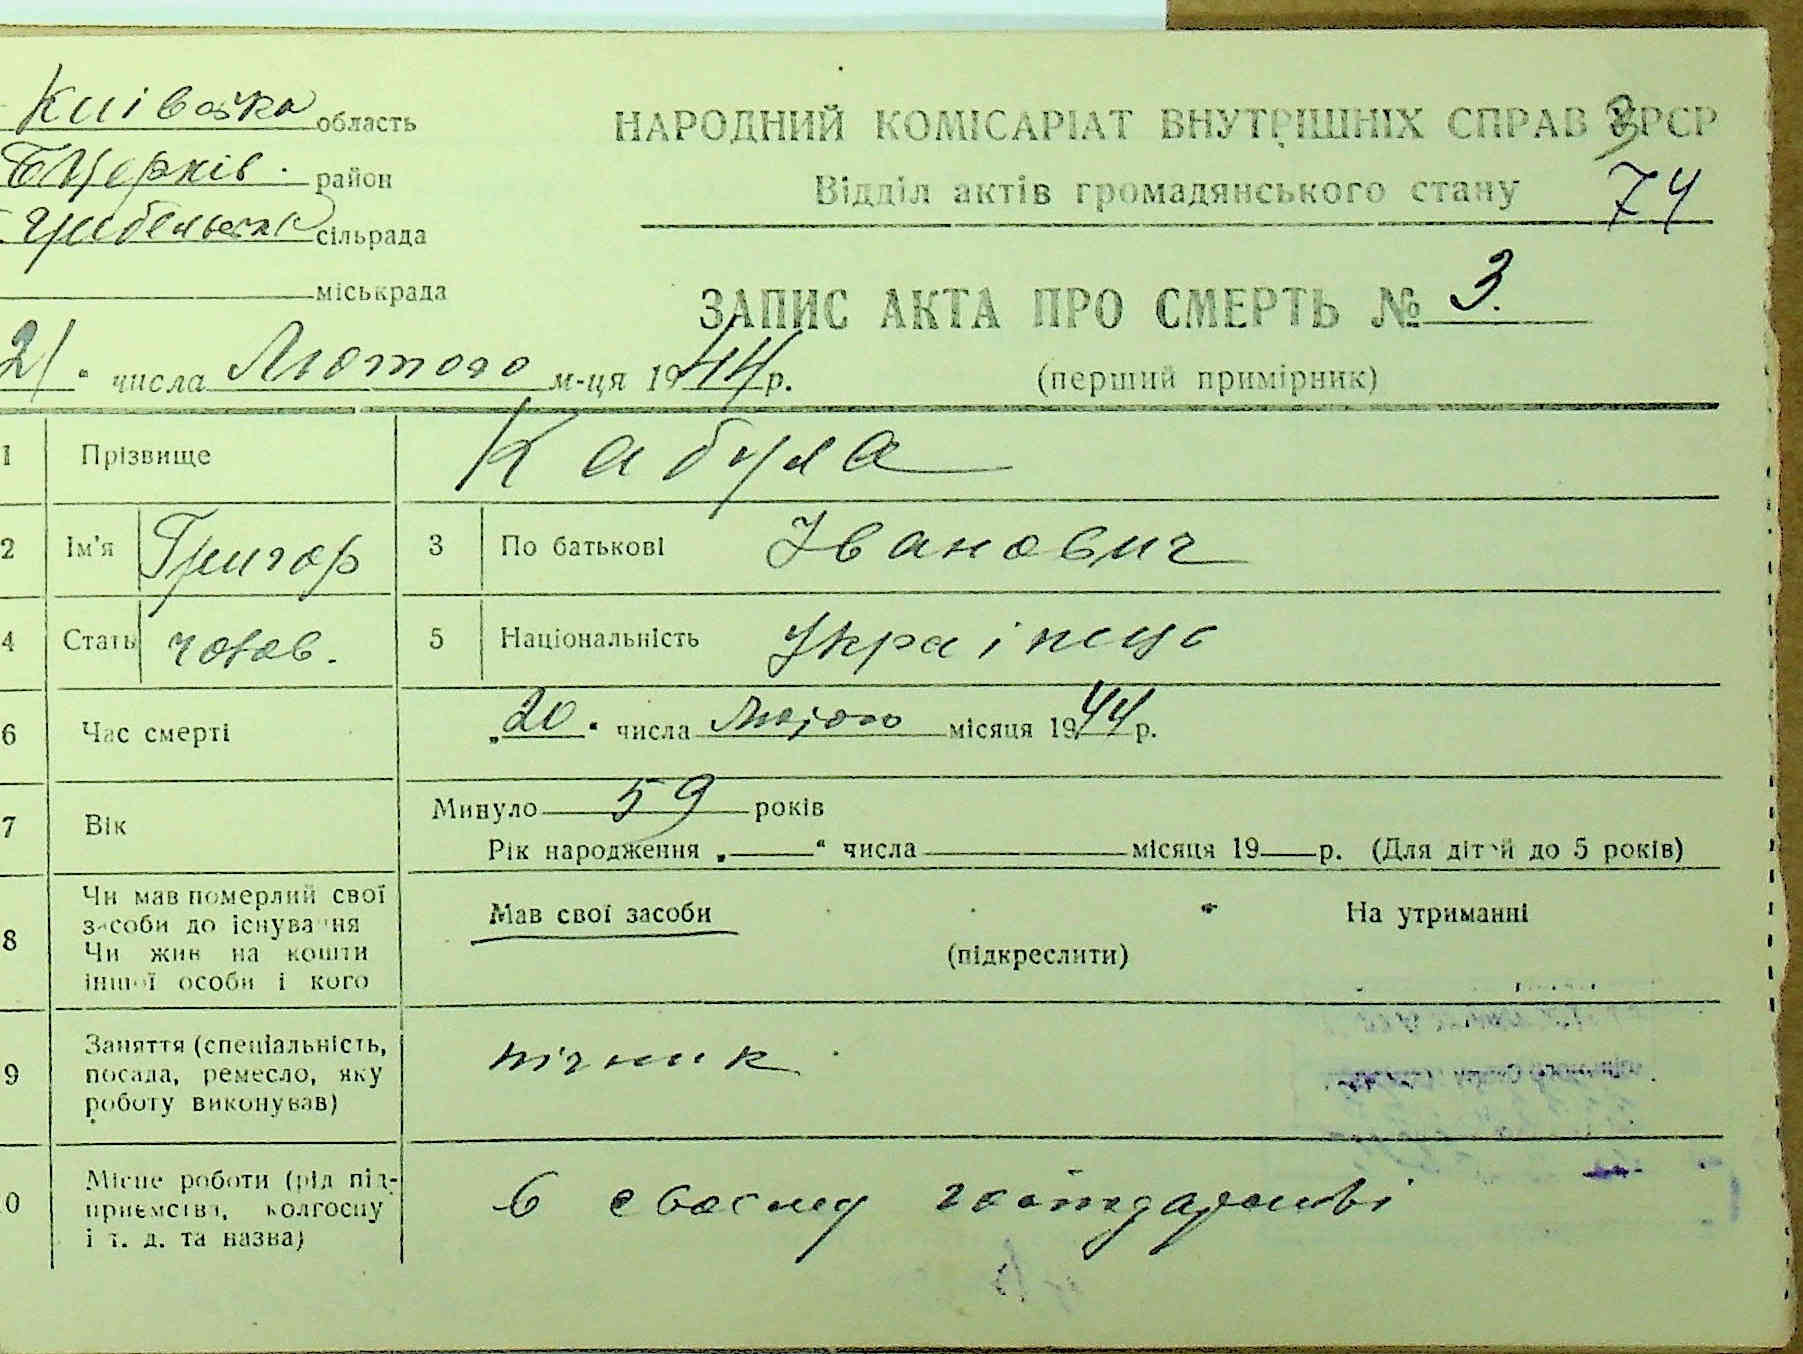 Київська область
НАРОДНИЙ КОМІСАРІАТ ВНУТРІШНІХ СПРАВ УРСР
Б Церків. район
Відділ актів громадянського стану 74
сільрада
міськрада
ЗАПИС АКТА ПРО СМЕРТЬ № 3.
21 " числа Лютого м-ця 1944 р.
(перший примірник)
1 Прізвище Кабула
2 Ім'я Григор 3 По батькові Іванович
4 Стать чолов. 5 Національність Українець
6 Час смерті „20" числа Лютого місяця 1944 р.
7 Вік Минуло 59 років
Рік народження „ " числа місяця 19 р. (Для дітей до 5 років)
8 Чи мав померлий свої
засоби до існування
Чи жив на кошти
іншої особи і кого
Мав свої засоби На утриманні
(підкреслити)
9 Заняття (спеціальність,
посада, ремесло, яку
роботу виконував)
пічник
0 Місце роботи (рід під-
приємства, колгоспу
і т. д. та назва)
в своєму господарстві